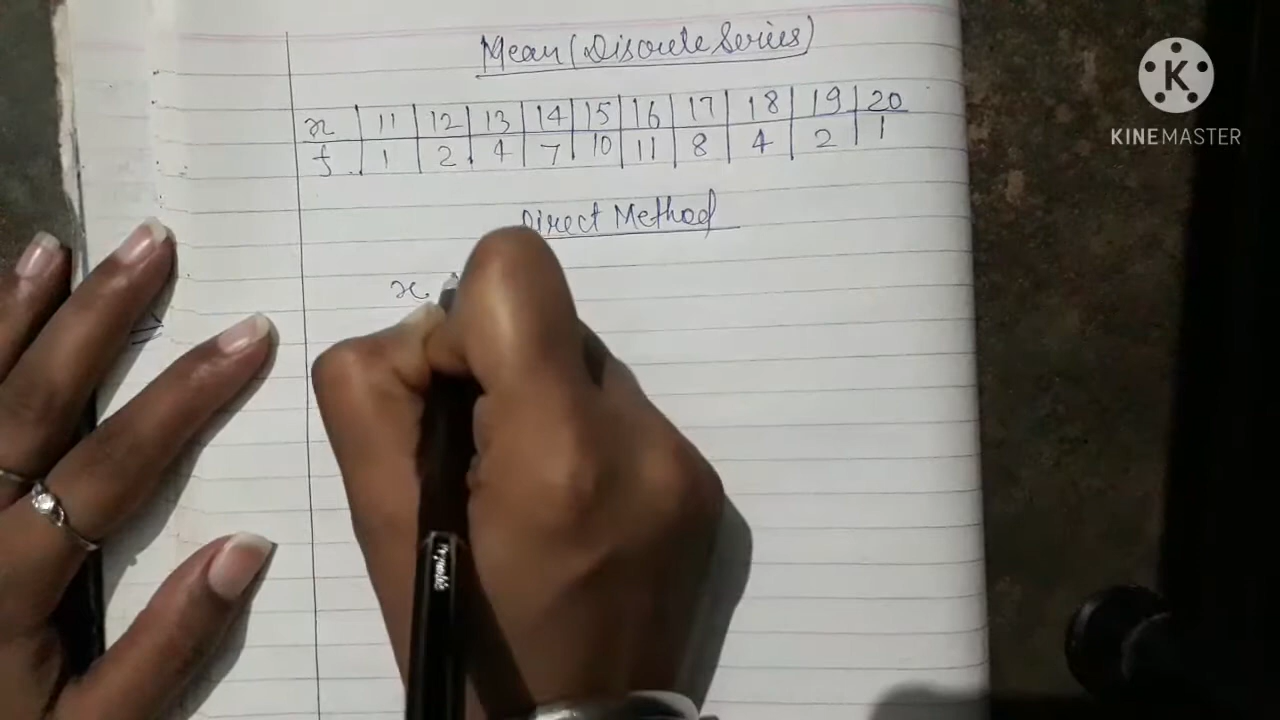 Mean (Discrete Series)
x 11 12 13 14 15 16 17 18 19 20
f 1 2 4 7 10 11 8 4 2 1
Direct Method
x
K
KINEMASTER